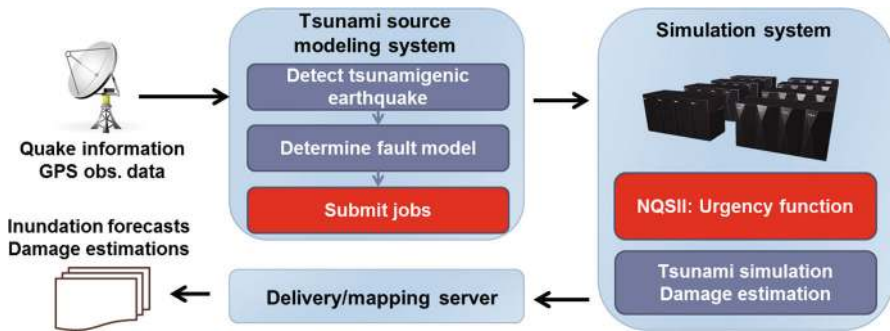 Tsunami source
modeling system
Detect tsunamigenic
earthquake
Determine fault model
Submit jobs
Quake information
GPS obs. data
Simulation system
NQSII: Urgency function
Tsunami simulation
Damage estimation
Delivery/mapping server
Inundation forecasts
Damage estimations